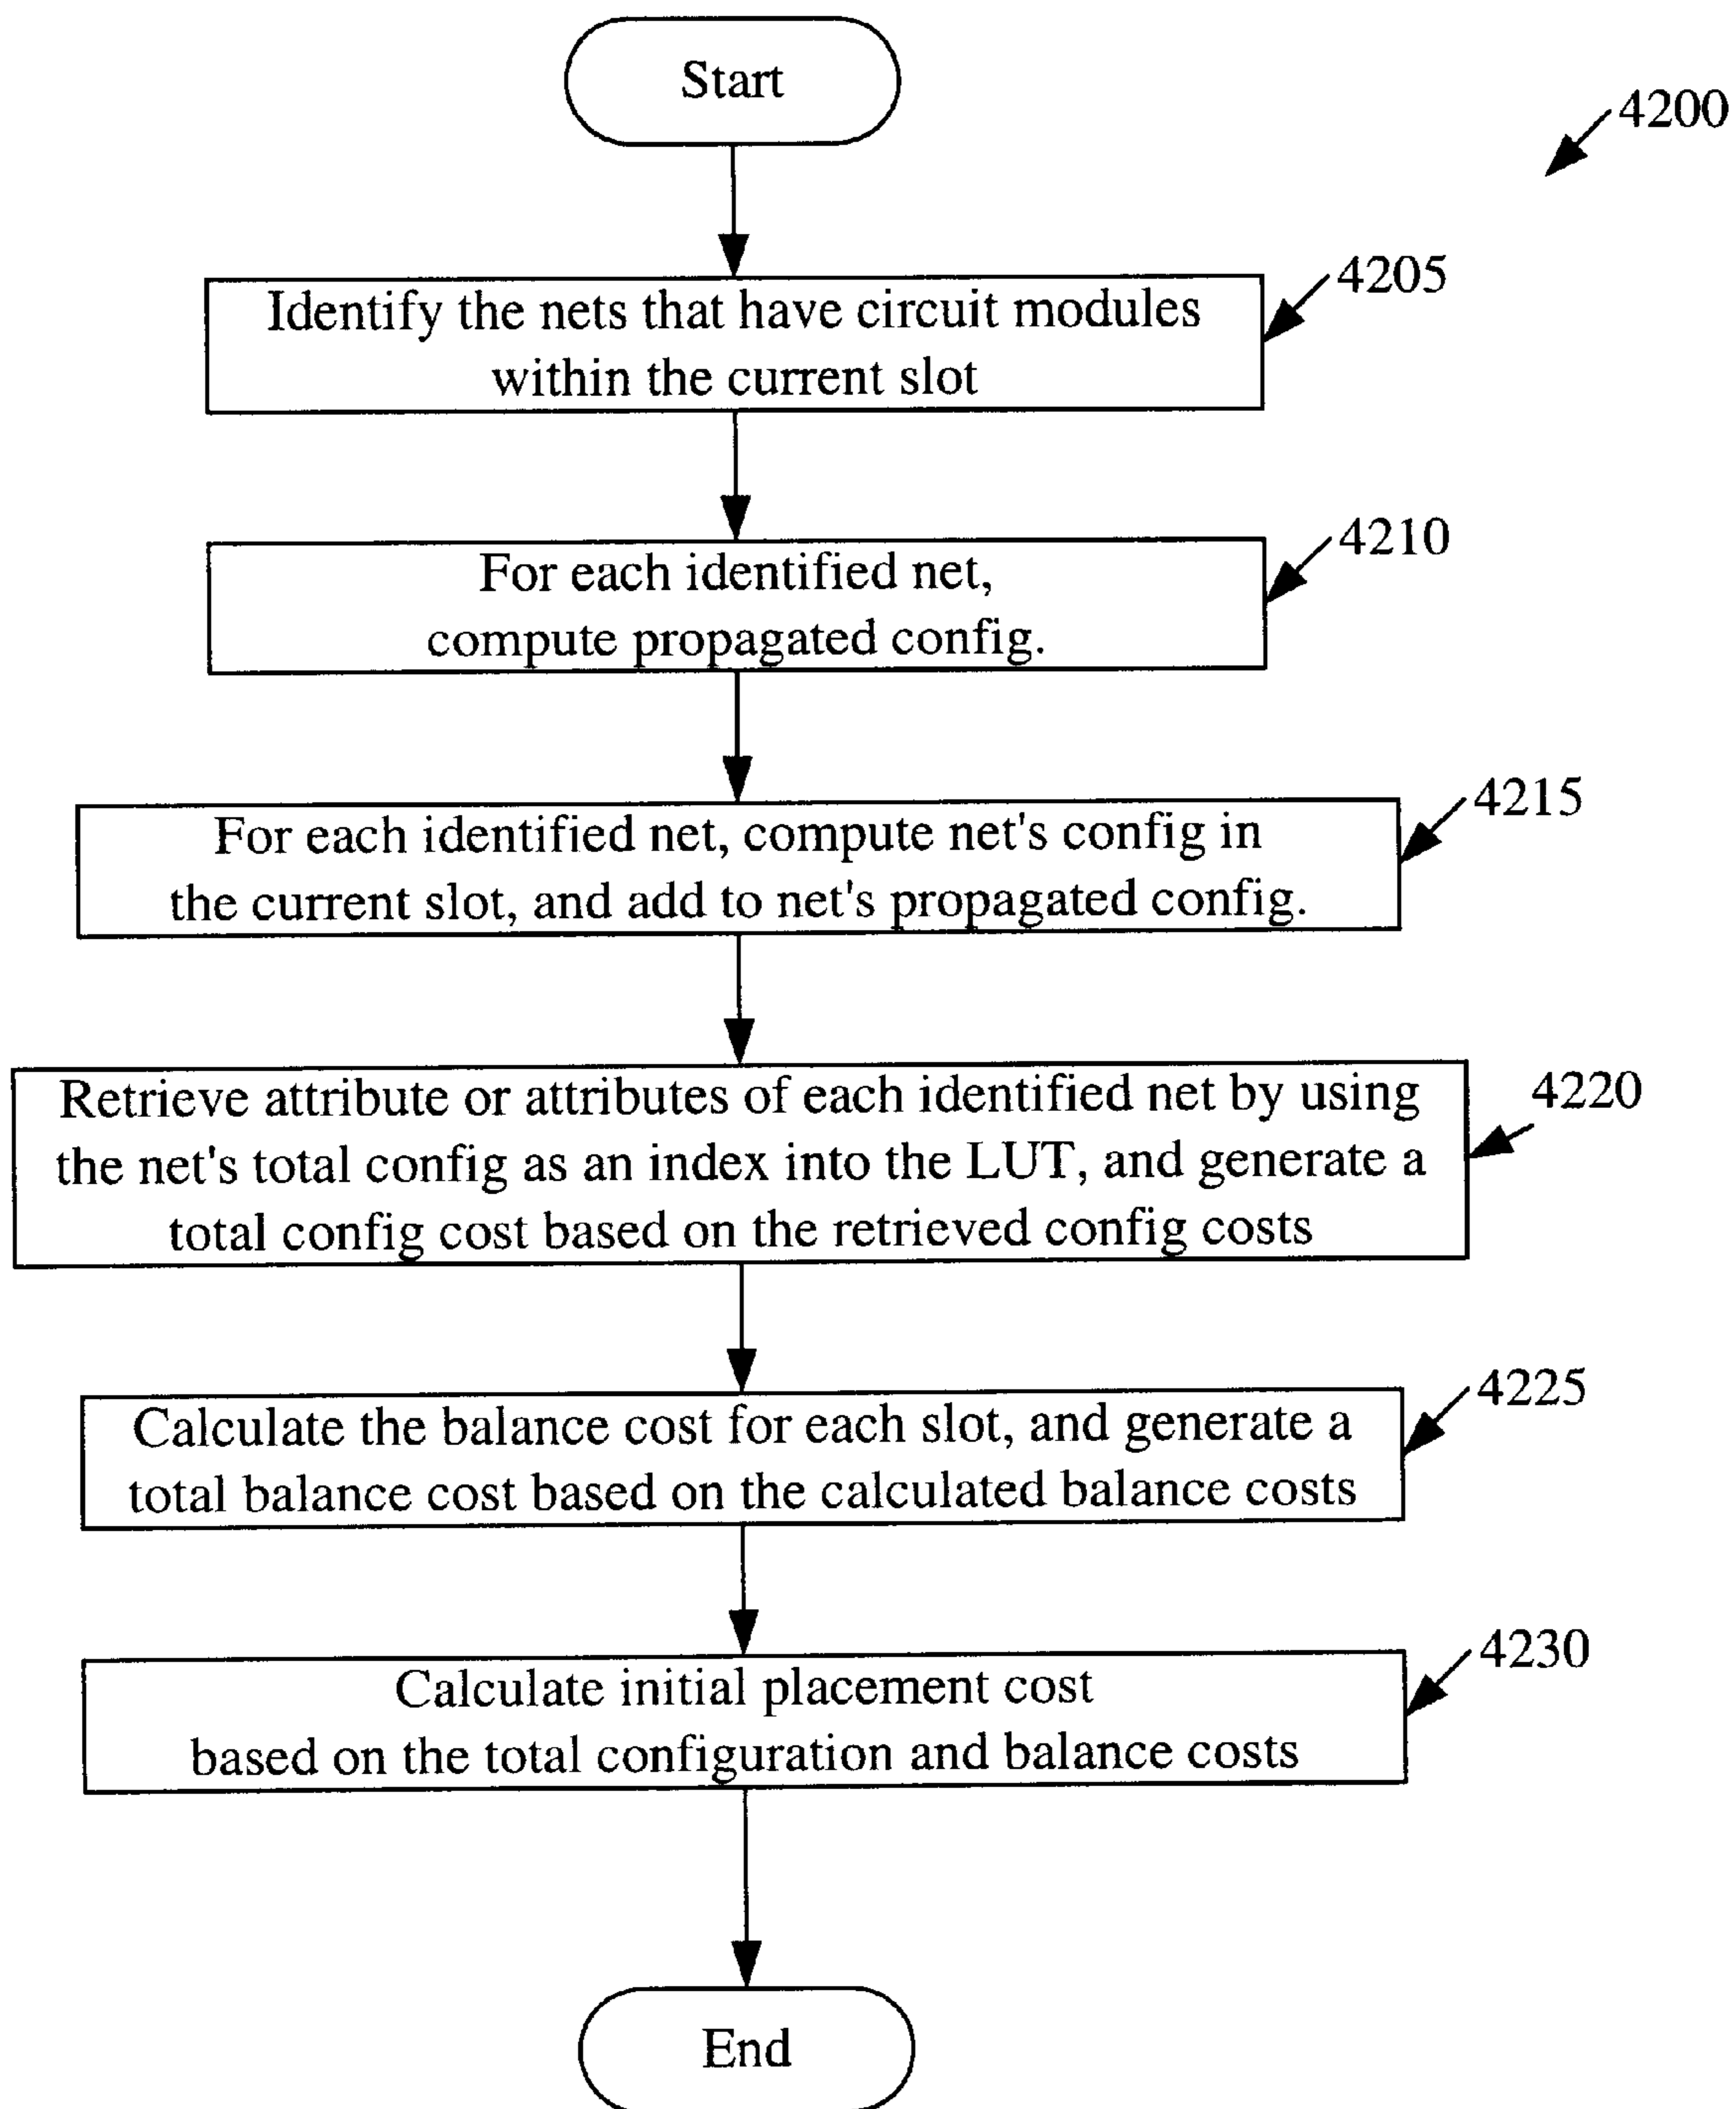 Start
4200
4205
Identify the nets that have circuit modules
within the current slot
4210
For each identified net,
compute propagated config.
4215
For each identified net, compute net's config in
the current slot, and add to net's propagated config.
4220
Retrieve attribute or attributes of each identified net by using
the net's total config as an index into the LUT, and generate a
total config cost based on the retrieved config costs
4225
Calculate the balance cost for each slot, and generate a
total balance cost based on the calculated balance costs
4230
Calculate initial placement cost
based on the total configuration and balance costs
End